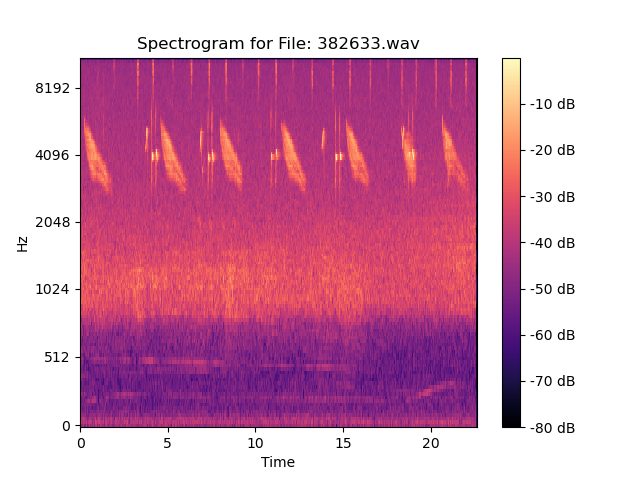 Spectrogram for File: 382633.wav
8192
4096
2048
1024
512
0
Hz
0 5 10 15 20
Time
-10 dB
-20 dB
-30 dB
-40 dB
-50 dB
-60 dB
-70 dB
-80 dB